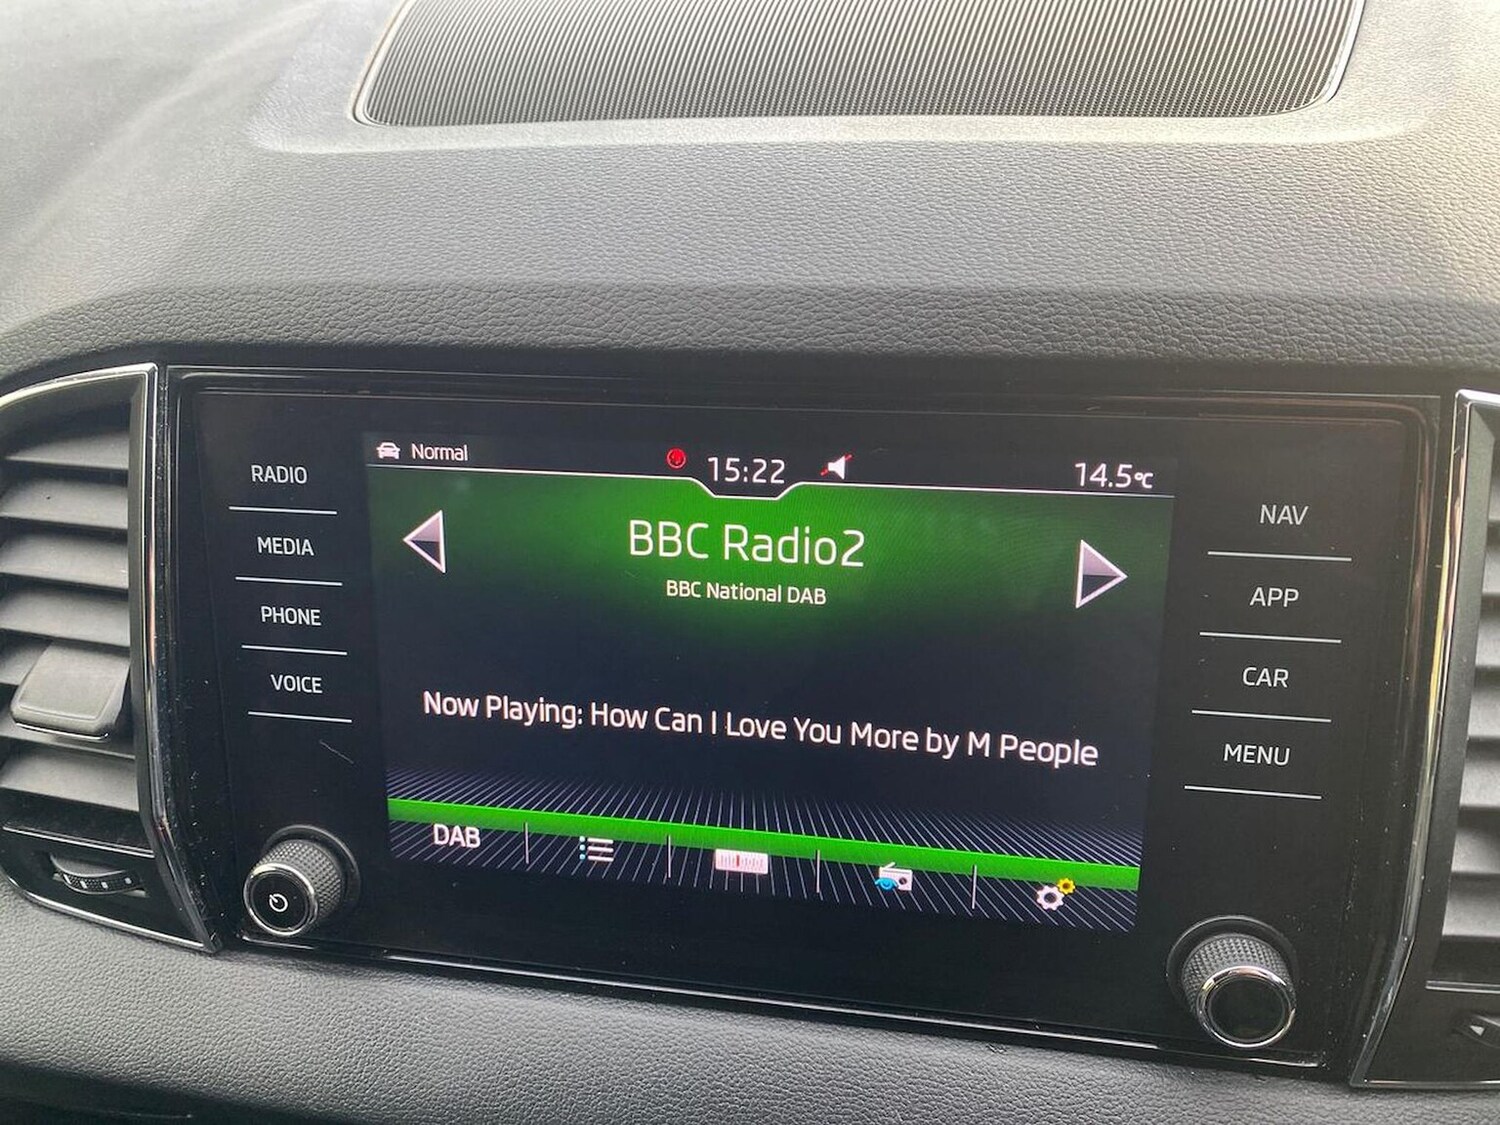 Normal
15:22
14.5°C
RADIO
MEDIA
PHONE
VOICE
BBC Radio2
BBC National DAB
Now Playing: How Can I Love You More by M People
DAB
NAV
APP
CAR
MENU